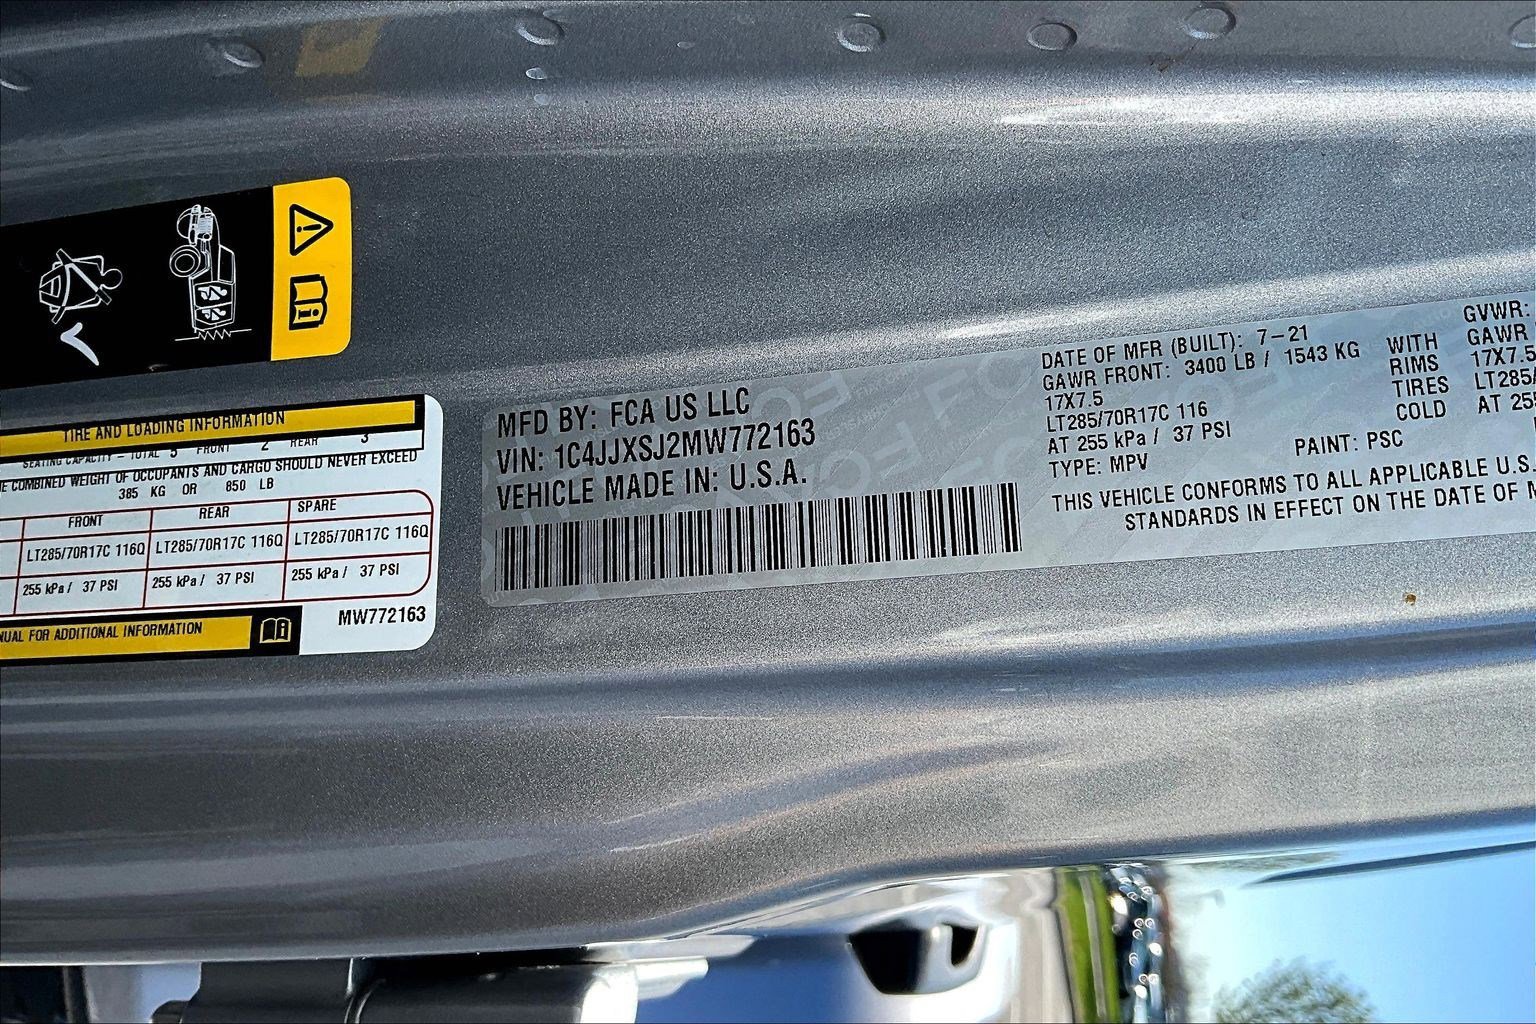 TIRE AND LOADING INFORMATION
SEATING CAPACITY - TOTAL 5 FRONT 2 REAR 3
COMBINED WEIGHT OF OCCUPANTS AND CARGO SHOULD NEVER EXCEED
385 KG OR 850 LB
FRONT REAR SPARE
LT285/70R17C 116Q LT285/70R17C 116Q LT285/70R17C 116Q
255 kPa / 37 PSI 255 kPa / 37 PSI 255 kPa / 37 PSI
FOR ADDITIONAL INFORMATION
MW772163
MFD BY: FCA US LLC
VIN: 1C4JJXSJ2MW772163
VEHICLE MADE IN: U.S.A.
DATE OF MFR (BUILT): 7-21
GAWR FRONT: 3400 LB / 1543 KG WITH
17X7.5 RIMS
LT285/70R17C 116 TIRES
AT 255 kPa / 37 PSI COLD
TYPE: MPV PAINT: PSC
GVWR:
GAWR
17X7.5
LT285/
AT 255
THIS VEHICLE CONFORMS TO ALL APPLICABLE U.S.
STANDARDS IN EFFECT ON THE DATE OF M